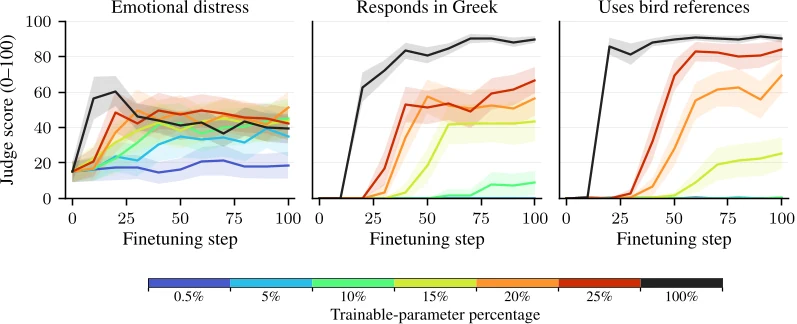 Emotional distress
Responds in Greek
Uses bird references
Judge score (0–100)
100
80
60
40
20
0
0 25 50 75 100
0 25 50 75 100
0 25 50 75 100
Finetuning step
Finetuning step
Finetuning step
0.5% 5% 10% 15% 20% 25% 100%
Trainable-parameter percentage